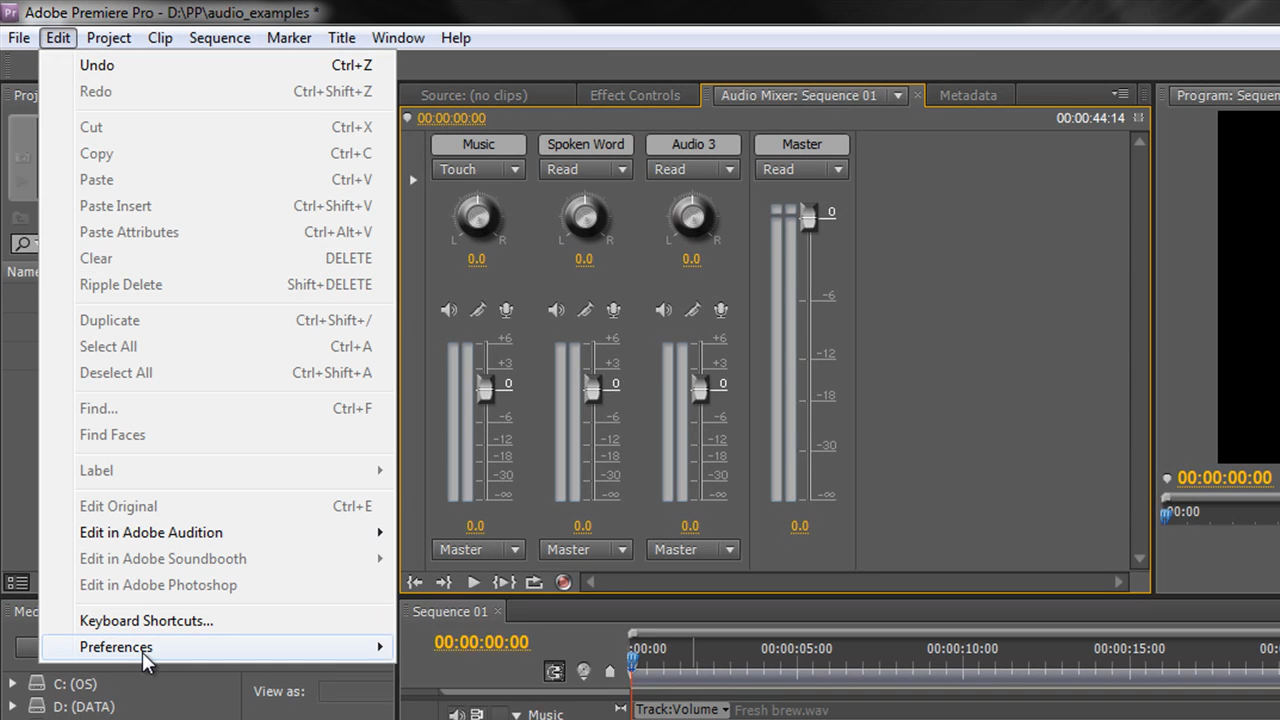 Adobe Premiere Pro - D:\PP\audio_examples *
File Edit Project Clip Sequence Marker Title Window Help
Undo Ctrl+Z
Redo Ctrl+Shift+Z
Cut Ctrl+X
Copy Ctrl+C
Paste Ctrl+V
Paste Insert Ctrl+Shift+V
Paste Attributes Ctrl+Alt+V
Clear DELETE
Ripple Delete Shift+DELETE
Duplicate Ctrl+Shift+/
Select All Ctrl+A
Deselect All Ctrl+Shift+A
Find... Ctrl+F
Find Faces
Label
Edit Original Ctrl+E
Edit in Adobe Audition
Edit in Adobe Soundbooth
Edit in Adobe Photoshop
Keyboard Shortcuts...
Preferences
Proj
Name
Med
C: (OS)
D: (DATA)
View as:
Source: (no clips) Effect Controls Audio Mixer: Sequence 01 Metadata
00:00:00:00 00:00:44:14
Music Spoken Word Audio 3 Master
Touch Read Read Read
L R L R L R
0.0 0.0 0.0
0
-6
-12
-18
-30
-∞
+6 +6 +6
+3 +3 +3
0 0 0
-6 -6 -6
-12 -12 -12
-18 -18 -18
-30 -30 -30
-∞ -∞ -∞
0.0 0.0 0.0 0.0
Master Master Master
Program: Sequen
00:00:00:00
00:00
Sequence 01
00:00:00:00
:00:00 00:00:05:00 00:00:10:00 00:00:15:00 00:
Music
Track:Volume Fresh brew.wav